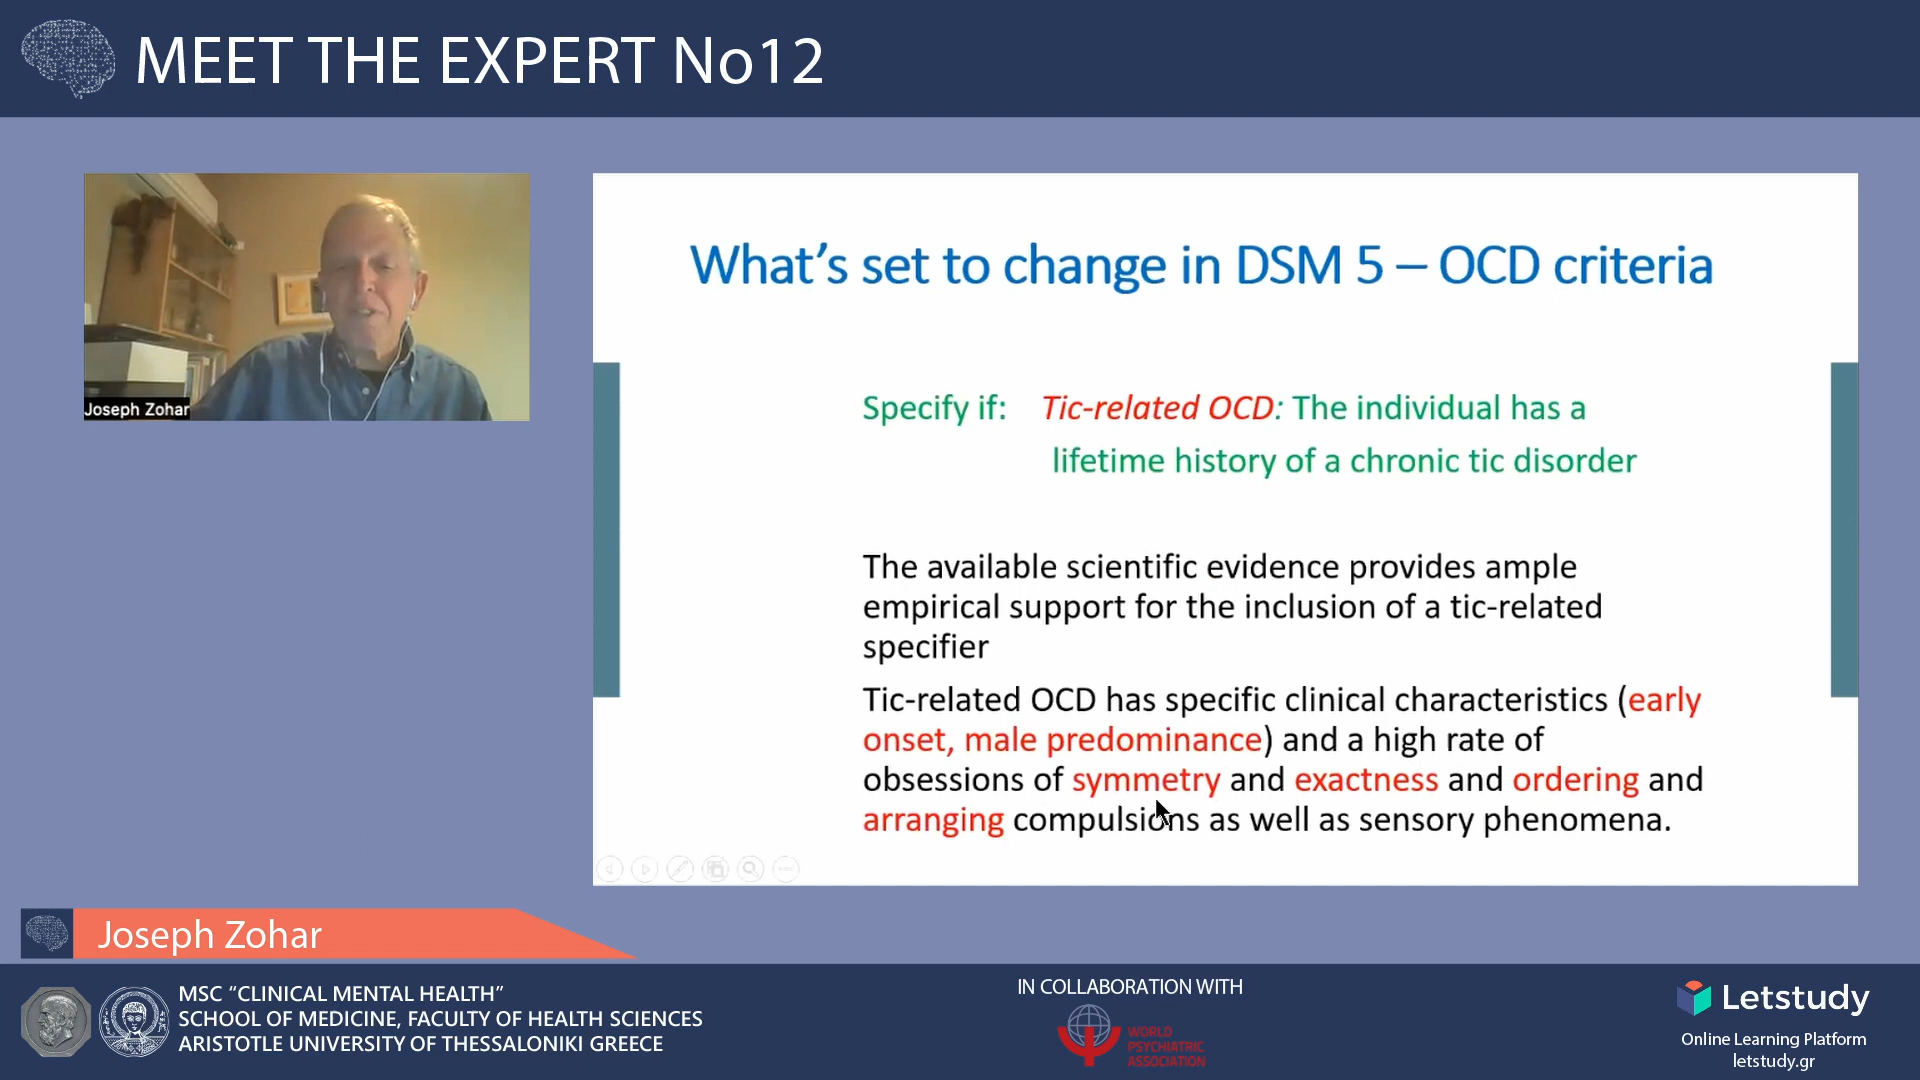 MEET THE EXPERT No12
Joseph Zohar
What's set to change in DSM 5 – OCD criteria
Specify if: Tic-related OCD: The individual has a
lifetime history of a chronic tic disorder
The available scientific evidence provides ample
empirical support for the inclusion of a tic-related
specifier
Tic-related OCD has specific clinical characteristics (early
onset, male predominance) and a high rate of
obsessions of symmetry and exactness and ordering and
arranging compulsions as well as sensory phenomena.
Joseph Zohar
MSC “CLINICAL MENTAL HEALTH”
SCHOOL OF MEDICINE, FACULTY OF HEALTH SCIENCES
ARISTOTLE UNIVERSITY OF THESSALONIKI GREECE
IN COLLABORATION WITH
WORLD
PSYCHIATRIC
ASSOCIATION
Letstudy
Online Learning Platform
letstudy.gr